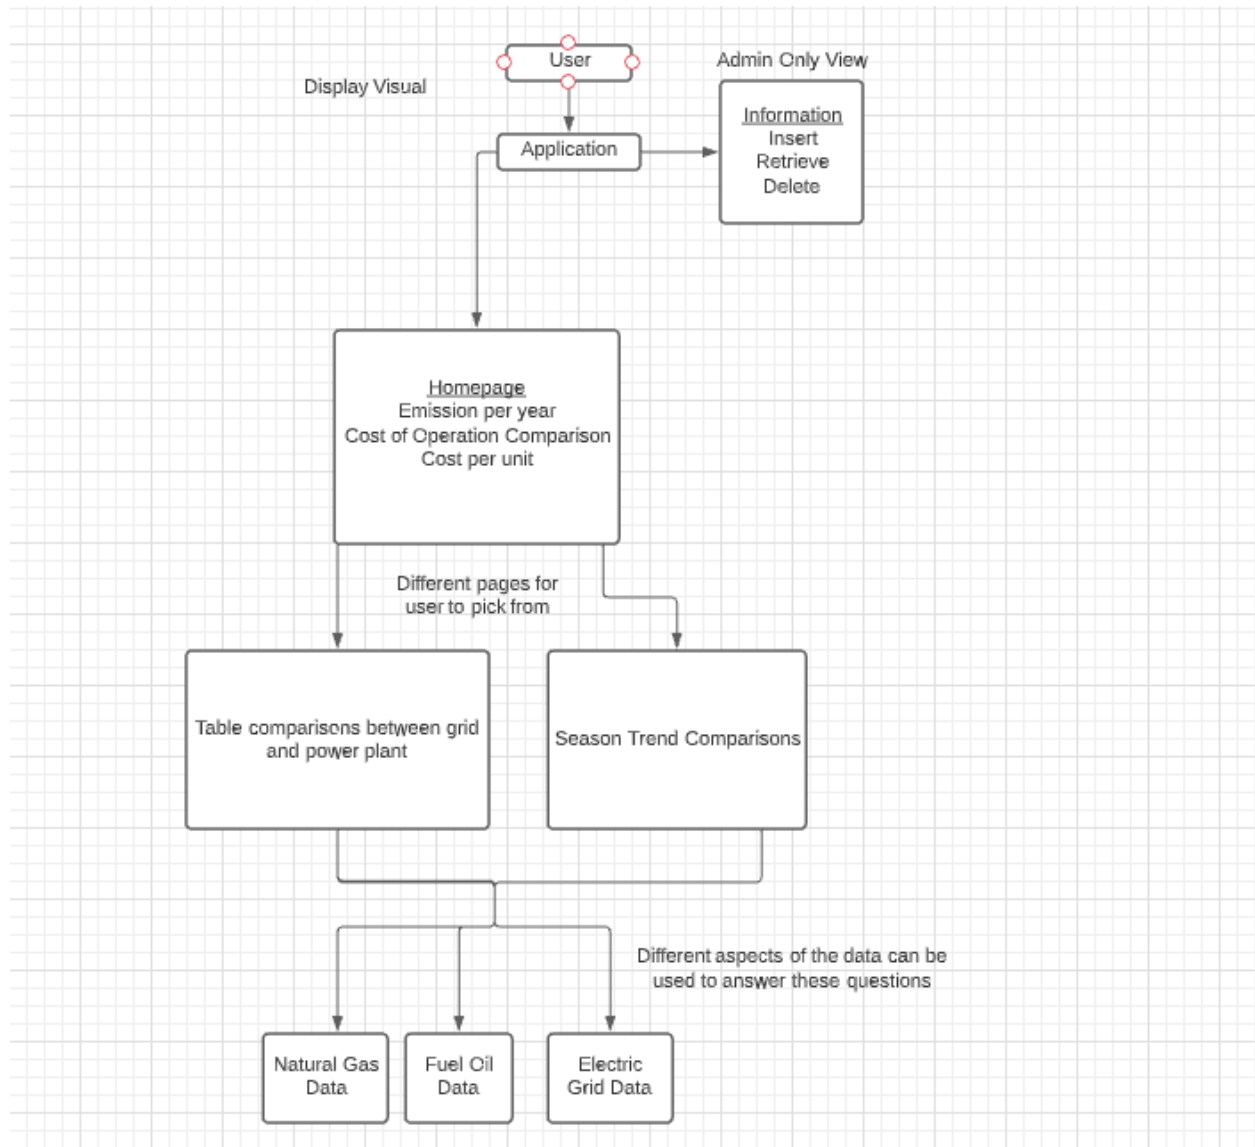 User
Admin Only View
Display Visual
Information
Insert
Retrieve
Delete
Application
Homepage
Emission per year
Cost of Operation Comparison
Cost per unit
Different pages for
user to pick from
Table comparisons between grid
and power plant
Season Trend Comparisons
Different aspects of the data can be
used to answer these questions
Natural Gas
Data
Fuel Oil
Data
Electric
Grid Data